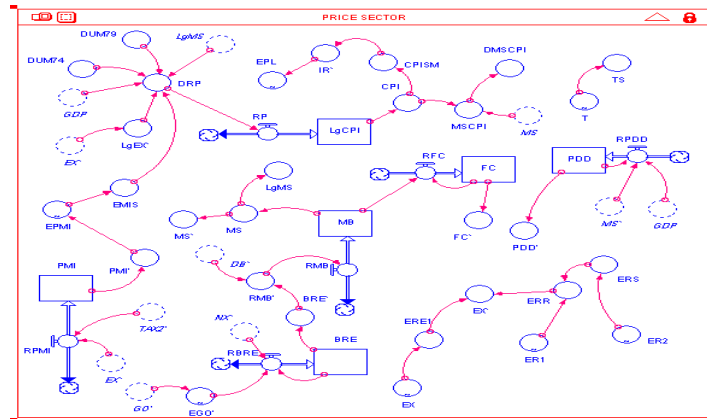 PRICE SECTOR
DUM79
LgMS
DUM74
DRP
GDP
EX`
LgEX`
EMIS
EPMI
PMI
PMI'
TAX2'
RPMI
EX`
GO'
EGO'
EPL
IR`
CPISM
CPI
DMSCPI
MSCPI
MS
TS
T
RP
LgCPI
RFC
FC
FC`
RPDD
PDD
PDD'
MS`
GDP
LgMS
MS`
MS
MB
DB`
RMB
RMB'
BRE'
NX`
RBRE
BRE
ERE1
EX`
EX
ERR
ERS
ER1
ER2